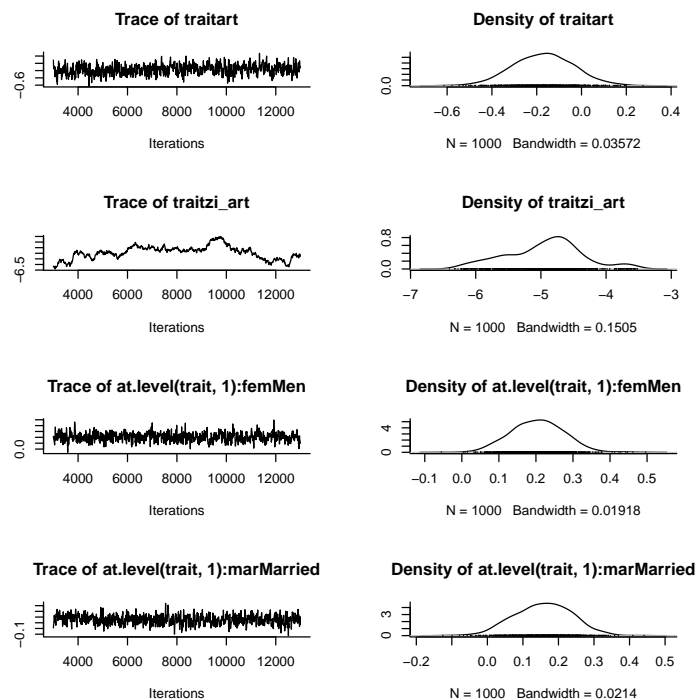 Trace of traitart
Density of traitart
−0.6
4000 6000 8000 10000 12000
Iterations
0.0
−0.6 −0.4 −0.2 0.0 0.2 0.4
N = 1000 Bandwidth = 0.03572
Trace of traitzi_art
Density of traitzi_art
−6.5
4000 6000 8000 10000 12000
Iterations
0.0 0.8
−7 −6 −5 −4 −3
N = 1000 Bandwidth = 0.1505
Trace of at.level(trait, 1):femMen
Density of at.level(trait, 1):femMen
0.0
4000 6000 8000 10000 12000
Iterations
0 4
−0.1 0.0 0.1 0.2 0.3 0.4 0.5
N = 1000 Bandwidth = 0.01918
Trace of at.level(trait, 1):marMarried
Density of at.level(trait, 1):marMarried
−0.1
4000 6000 8000 10000 12000
Iterations
0 3
−0.2 0.0 0.1 0.2 0.3 0.4 0.5
N = 1000 Bandwidth = 0.0214